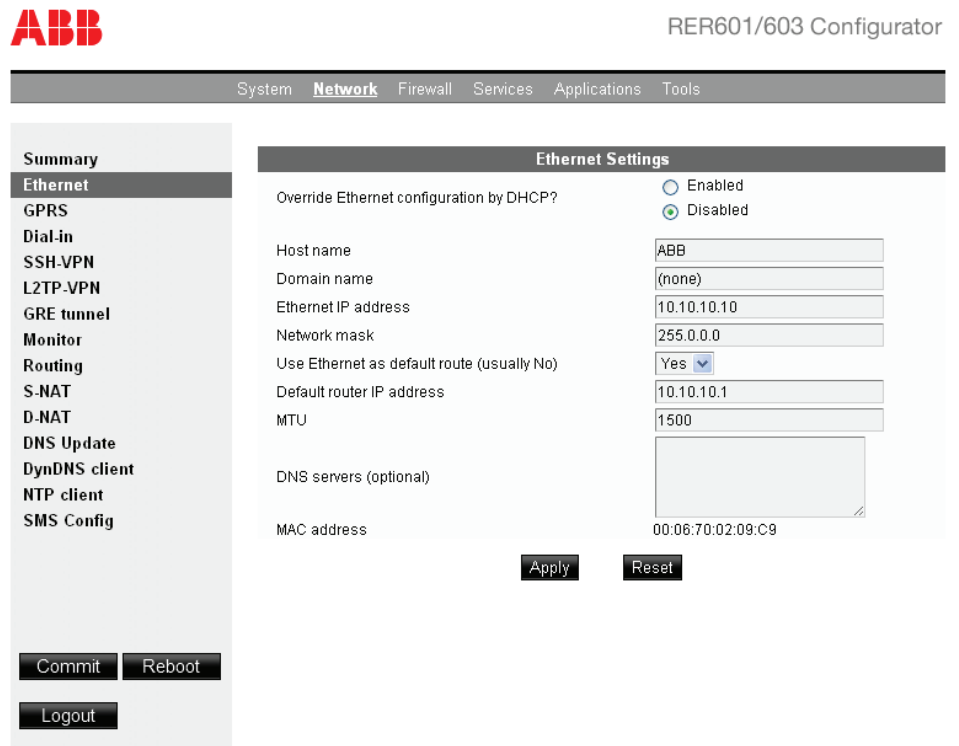 ABB
RER601/603 Configurator
System Network Firewall Services Applications Tools
Summary
Ethernet
GPRS
Dial-in
SSH-VPN
L2TP-VPN
GRE tunnel
Monitor
Routing
S-NAT
D-NAT
DNS Update
DynDNS client
NTP client
SMS Config
Commit Reboot
Logout
Ethernet Settings
Override Ethernet configuration by DHCP? Enabled
Disabled
Host name ABB
Domain name (none)
Ethernet IP address 10.10.10.10
Network mask 255.0.0.0
Use Ethernet as default route (usually No) Yes
Default router IP address 10.10.10.1
MTU 1500
DNS servers (optional)
MAC address 00:06:70:02:09:C9
Apply Reset